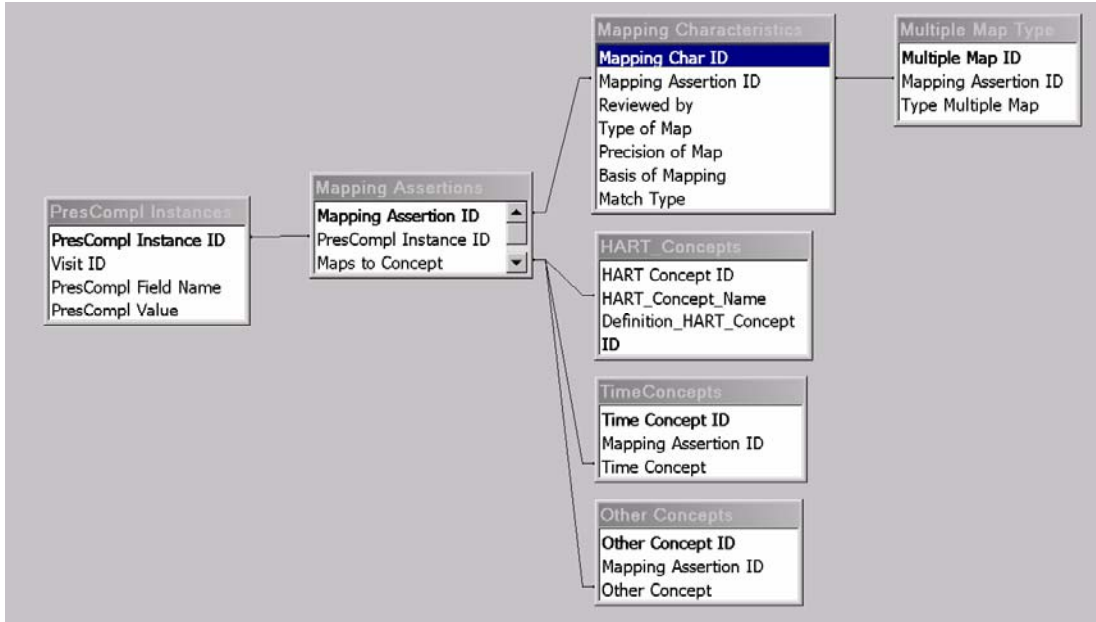 PresCompl Instances
PresCompl Instance ID
Visit ID
PresCompl Field Name
PresCompl Value
Mapping Assertions
Mapping Assertion ID
PresCompl Instance ID
Maps to Concept
Mapping Characteristics
Mapping Char ID
Mapping Assertion ID
Reviewed by
Type of Map
Precision of Map
Basis of Mapping
Match Type
Multiple Map Type
Multiple Map ID
Mapping Assertion ID
Type Multiple Map
HART_Concepts
HART Concept ID
HART_Concept_Name
Definition_HART_Concept
ID
TimeConcepts
Time Concept ID
Mapping Assertion ID
Time Concept
Other Concepts
Other Concept ID
Mapping Assertion ID
Other Concept